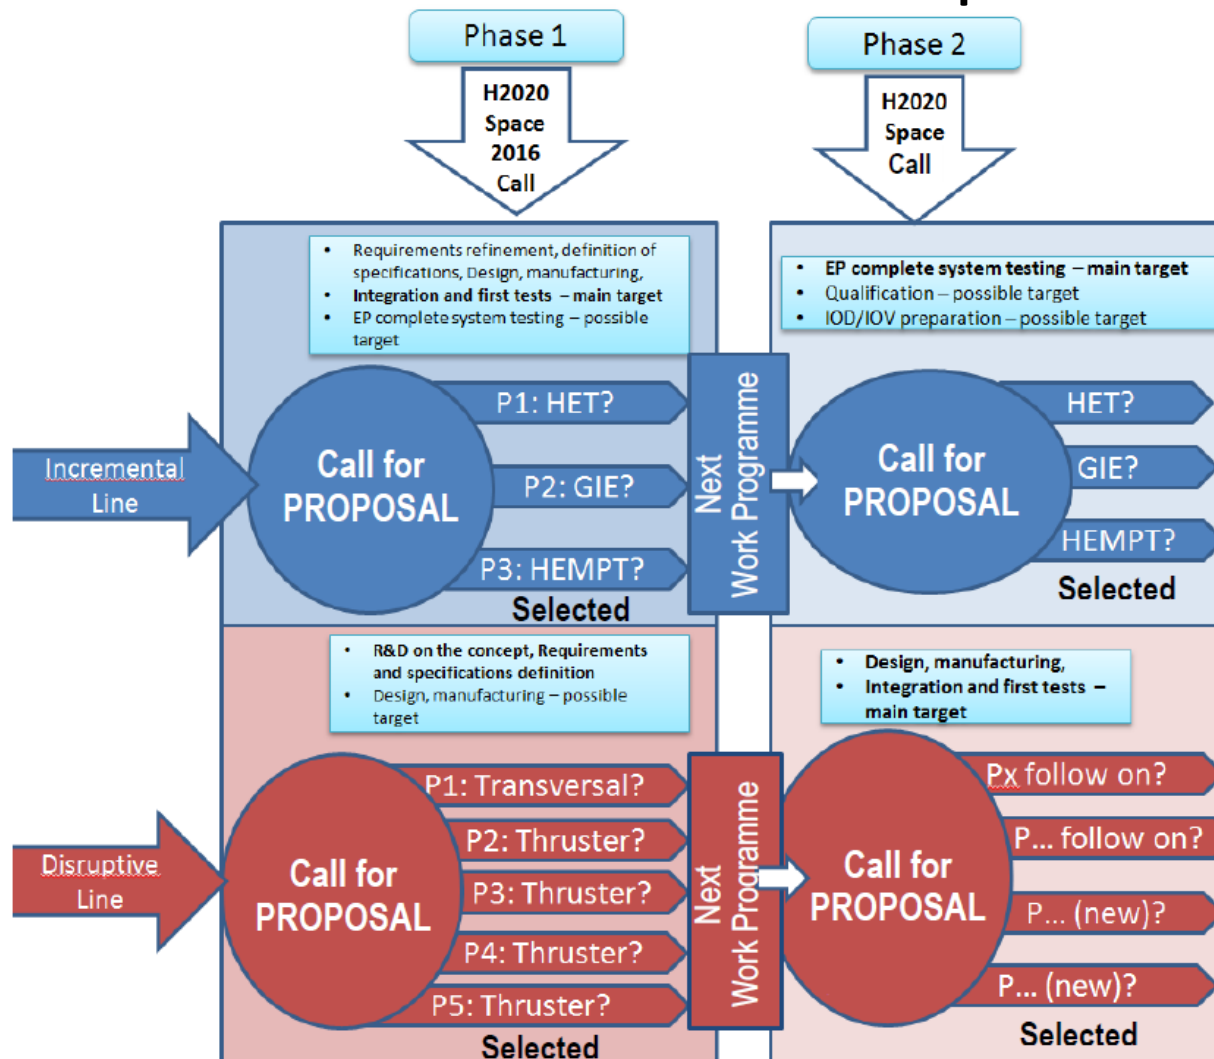 Phase 1
Phase 2
H2020
Space
2016
Call
H2020
Space
Call
• Requirements refinement, definition of
specifications, Design, manufacturing,
• Integration and first tests – main target
• EP complete system testing – possible
target
• EP complete system testing – main target
• Qualification – possible target
• IOD/IOV preparation – possible target
Incremental
Line
Call for
PROPOSAL
P1: HET?
P2: GIE?
P3: HEMPT?
Selected
Next
Work Programme
Call for
PROPOSAL
HET?
GIE?
HEMPT?
Selected
• R&D on the concept, Requirements
and specifications definition
• Design, manufacturing – possible
target
• Design, manufacturing,
• Integration and first tests –
main target
Disruptive
Line
Call for
PROPOSAL
P1: Transversal?
P2: Thruster?
P3: Thruster?
P4: Thruster?
P5: Thruster?
Selected
Next
Work Programme
Call for
PROPOSAL
Px follow on?
P... follow on?
P... (new)?
P... (new)?
Selected